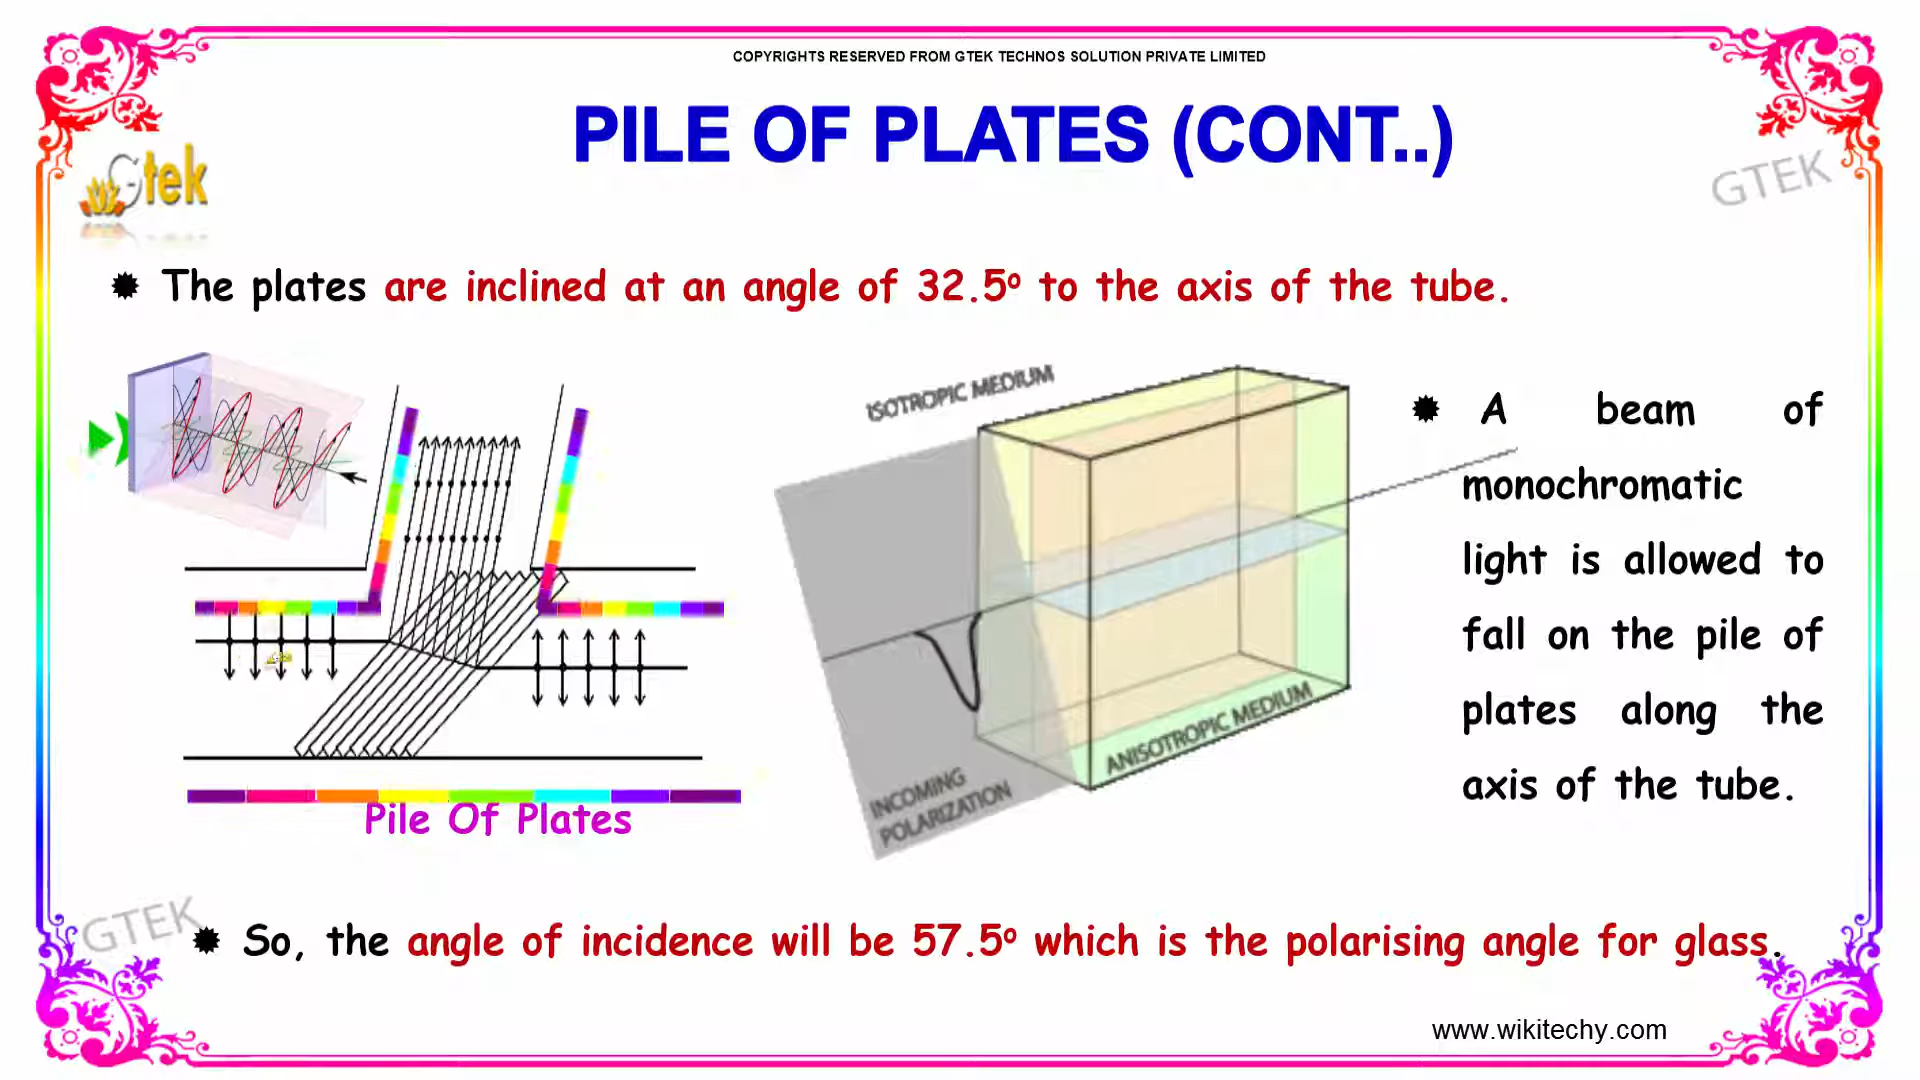 COPYRIGHTS RESERVED FROM GTEK TECHNOS SOLUTION PRIVATE LIMITED
PILE OF PLATES (CONT..)
Gtek
GTEK
The plates are inclined at an angle of 32.5º to the axis of the tube.
ISOTROPIC MEDIUM
A beam of
monochromatic
light is allowed to
fall on the pile of
plates along the
axis of the tube.
ANISOTROPIC MEDIUM
INCOMING
POLARIZATION
Pile Of Plates
GTEK
So, the angle of incidence will be 57.5º which is the polarising angle for glass.
www.wikitechy.com